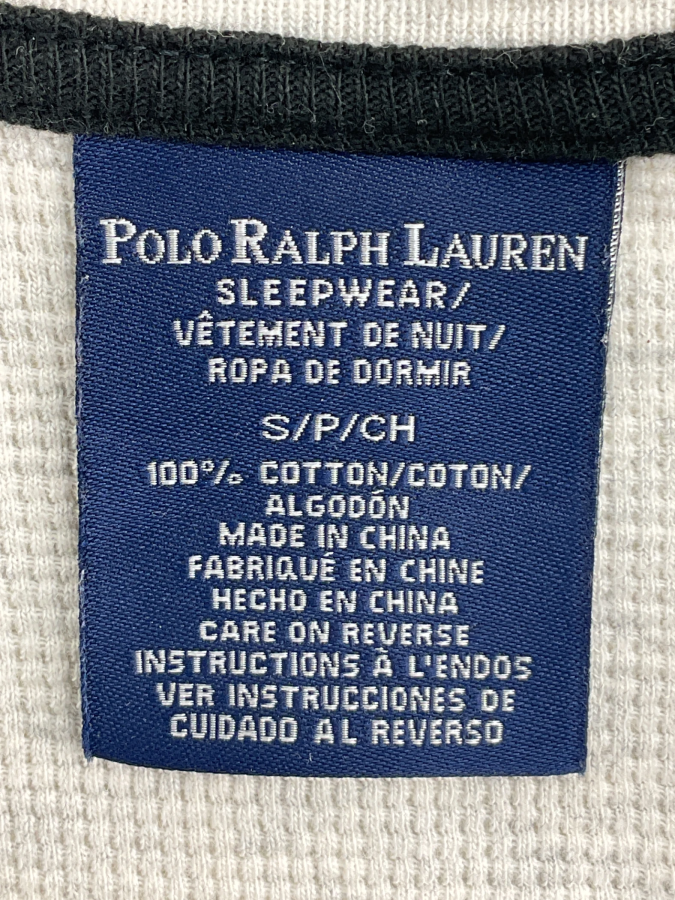 POLO RALPH LAUREN
SLEEPWEAR/
VÊTEMENT DE NUIT/
ROPA DE DORMIR
S/P/CH
100% COTTON/COTON/
ALGODÓN
MADE IN CHINA
FABRIQUÉ EN CHINE
HECHO EN CHINA
CARE ON REVERSE
INSTRUCTIONS À L'ENDOS
VER INSTRUCCIONES DE
CUIDADO AL REVERSO